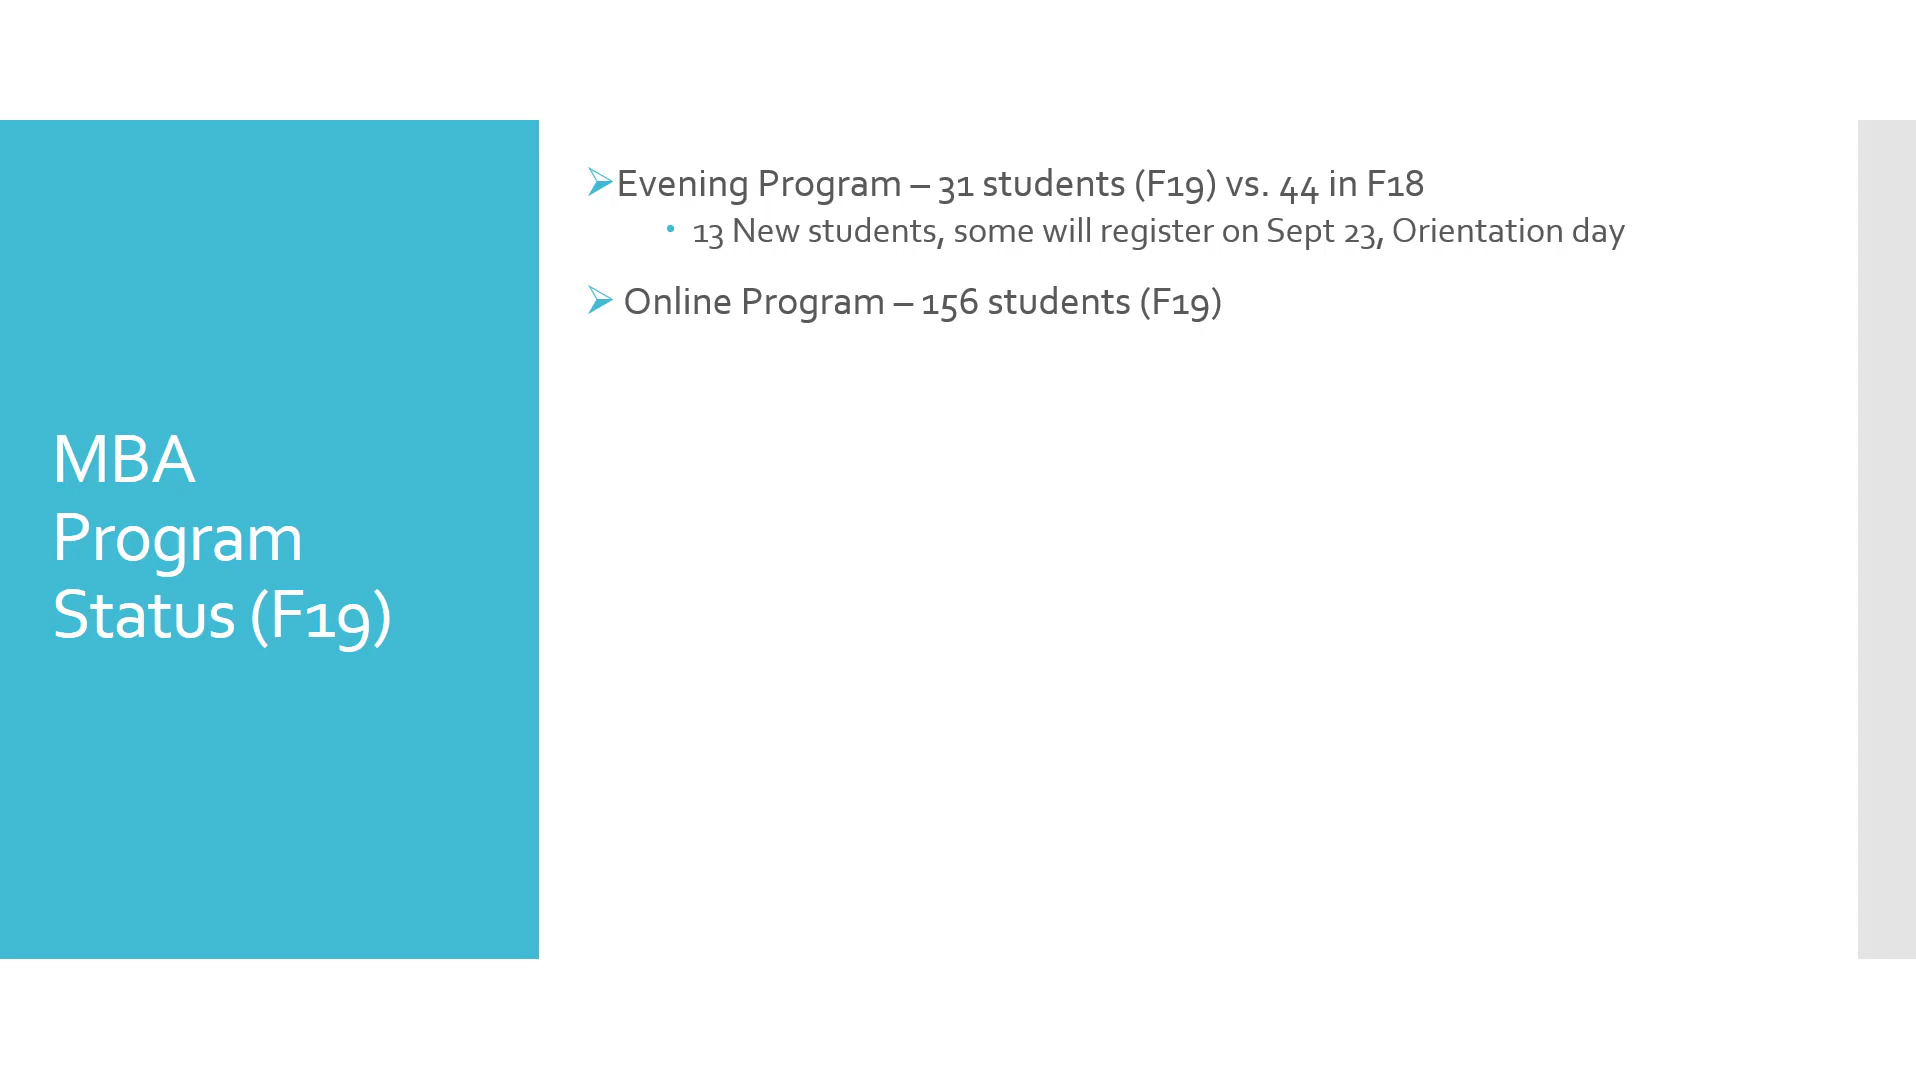 MBA
Program
Status (F19)
Evening Program – 31 students (F19) vs. 44 in F18
• 13 New students, some will register on Sept 23, Orientation day
Online Program – 156 students (F19)